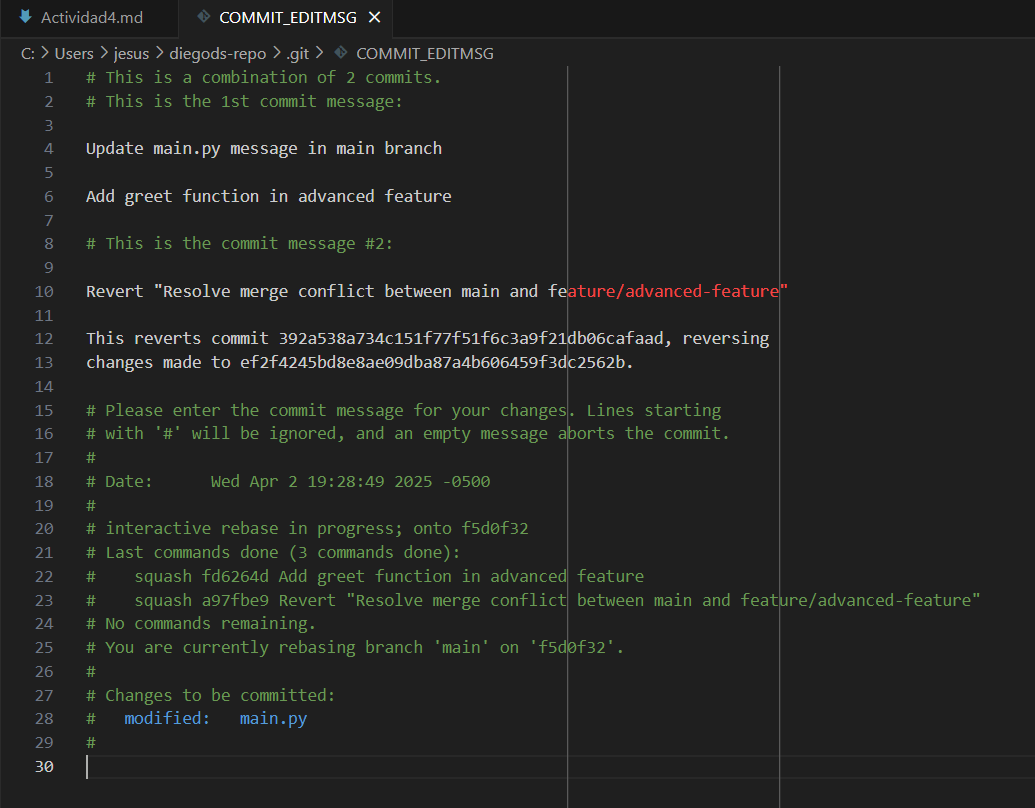 Actividad4.md COMMIT_EDITMSG
C: > Users > jesus > diegods-repo > .git > COMMIT_EDITMSG
1 # This is a combination of 2 commits.
2 # This is the 1st commit message:
3
4 Update main.py message in main branch
5
6 Add greet function in advanced feature
7
8 # This is the commit message #2:
9
10 Revert "Resolve merge conflict between main and feature/advanced-feature"
11
12 This reverts commit 392a538a734c151f77f51f6c3a9f21db06cafaad, reversing
13 changes made to ef2f4245bd8e8ae09dba87a4b606459f3dc2562b.
14
15 # Please enter the commit message for your changes. Lines starting
16 # with '#' will be ignored, and an empty message aborts the commit.
17 #
18 # Date:      Wed Apr 2 19:28:49 2025 -0500
19 #
20 # interactive rebase in progress; onto f5d0f32
21 # Last commands done (3 commands done):
22 #    squash fd6264d Add greet function in advanced feature
23 #    squash a97fbe9 Revert "Resolve merge conflict between main and feature/advanced-feature"
24 # No commands remaining.
25 # You are currently rebasing branch 'main' on 'f5d0f32'.
26 #
27 # Changes to be committed:
28 #   modified:   main.py
29 #
30